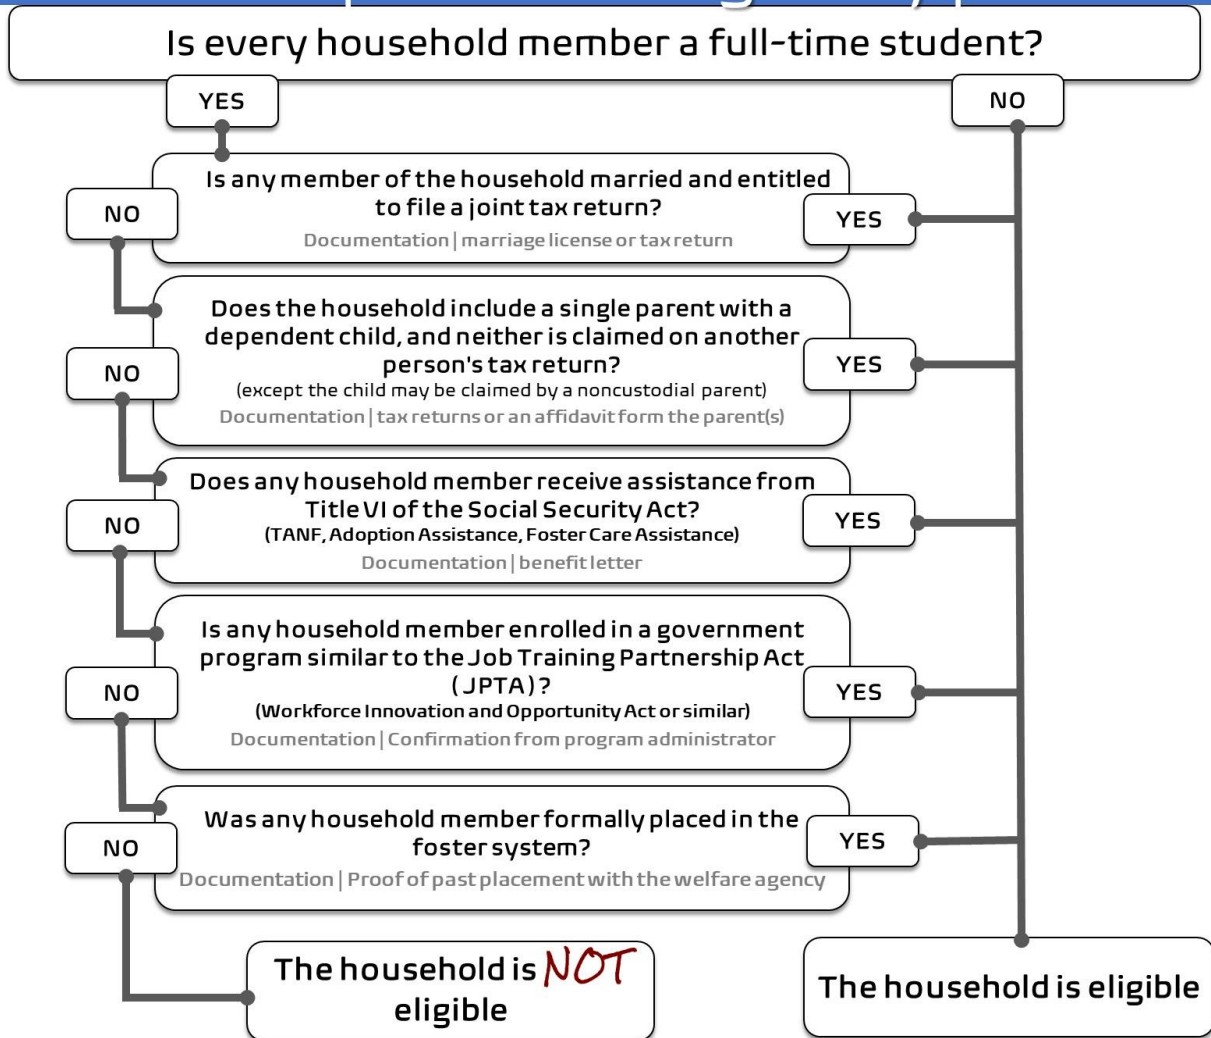 Is every household member a full-time student?
YES
NO
Is any member of the household married and entitled
to file a joint tax return?
Documentation | marriage license or tax return
NO
YES
Does the household include a single parent with a
dependent child, and neither is claimed on another
person's tax return?
(except the child may be claimed by a noncustodial parent)
Documentation | tax returns or an affidavit form the parent(s)
NO
YES
Does any household member receive assistance from
Title VI of the Social Security Act?
(TANF, Adoption Assistance, Foster Care Assistance)
Documentation | benefit letter
NO
YES
Is any household member enrolled in a government
program similar to the Job Training Partnership Act
(JPTA)?
(Workforce Innovation and Opportunity Act or similar)
Documentation | Confirmation from program administrator
NO
YES
Was any household member formally placed in the
foster system?
Documentation | Proof of past placement with the welfare agency
NO
YES
The household is NOT
eligible
The household is eligible